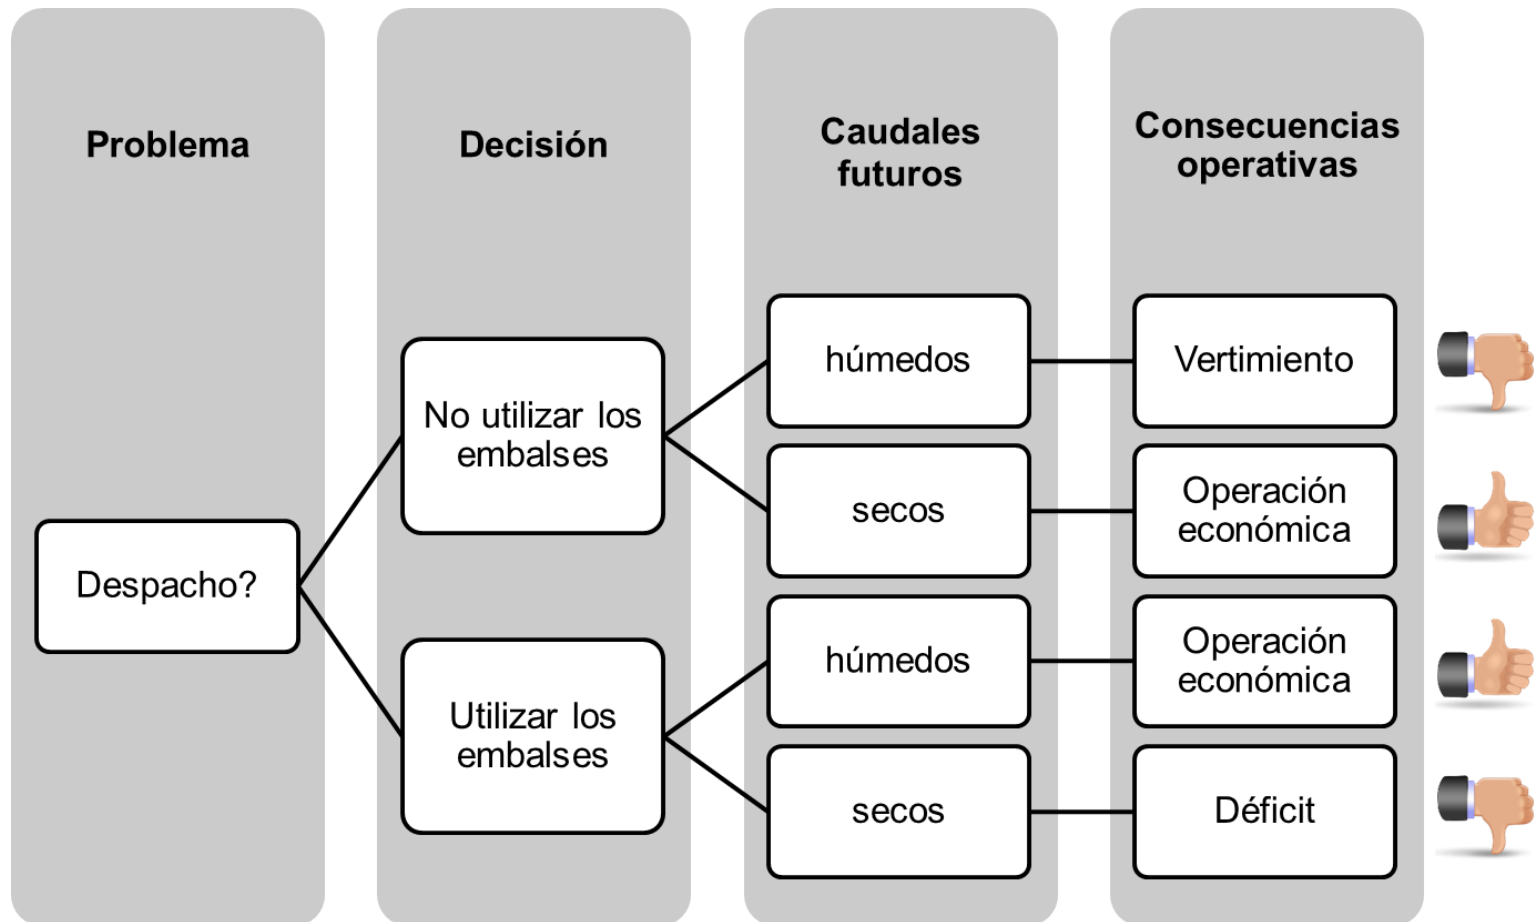 Problema
Decisión
Caudales
futuros
Consecuencias
operativas
Despacho?
No utilizar los
embalses
Utilizar los
embalses
húmedos
secos
húmedos
secos
Vertimiento
Operación
económica
Operación
económica
Déficit